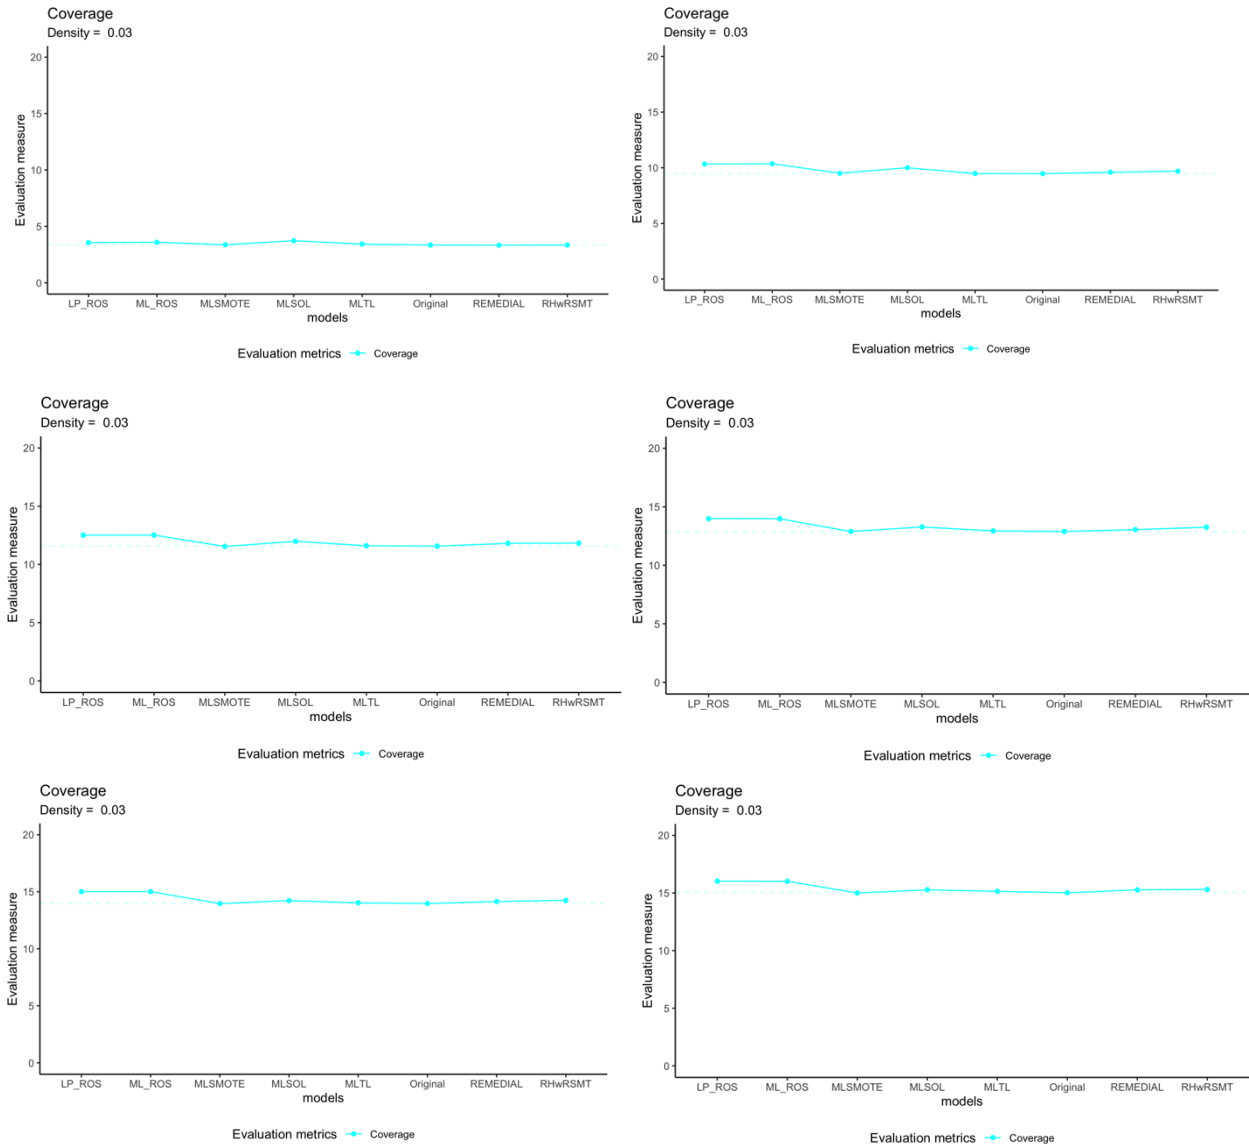 Coverage
Density =  0.03
20
15
10
5
0
Evaluation measure
LP_ROS ML_ROS MLSMOTE MLSOL MLTL Original REMEDIAL RHwRSMT
models
Evaluation metrics Coverage
Coverage
Density =  0.03
20
15
10
5
0
Evaluation measure
LP_ROS ML_ROS MLSMOTE MLSOL MLTL Original REMEDIAL RHwRSMT
models
Evaluation metrics Coverage
Coverage
Density =  0.03
20
15
10
5
0
Evaluation measure
LP_ROS ML_ROS MLSMOTE MLSOL MLTL Original REMEDIAL RHwRSMT
models
Evaluation metrics Coverage
Coverage
Density =  0.03
20
15
10
5
0
Evaluation measure
LP_ROS ML_ROS MLSMOTE MLSOL MLTL Original REMEDIAL RHwRSMT
models
Evaluation metrics Coverage
Coverage
Density =  0.03
20
15
10
5
0
Evaluation measure
LP_ROS ML_ROS MLSMOTE MLSOL MLTL Original REMEDIAL RHwRSMT
models
Evaluation metrics Coverage
Coverage
Density =  0.03
20
15
10
5
0
Evaluation measure
LP_ROS ML_ROS MLSMOTE MLSOL MLTL Original REMEDIAL RHwRSMT
models
Evaluation metrics Coverage